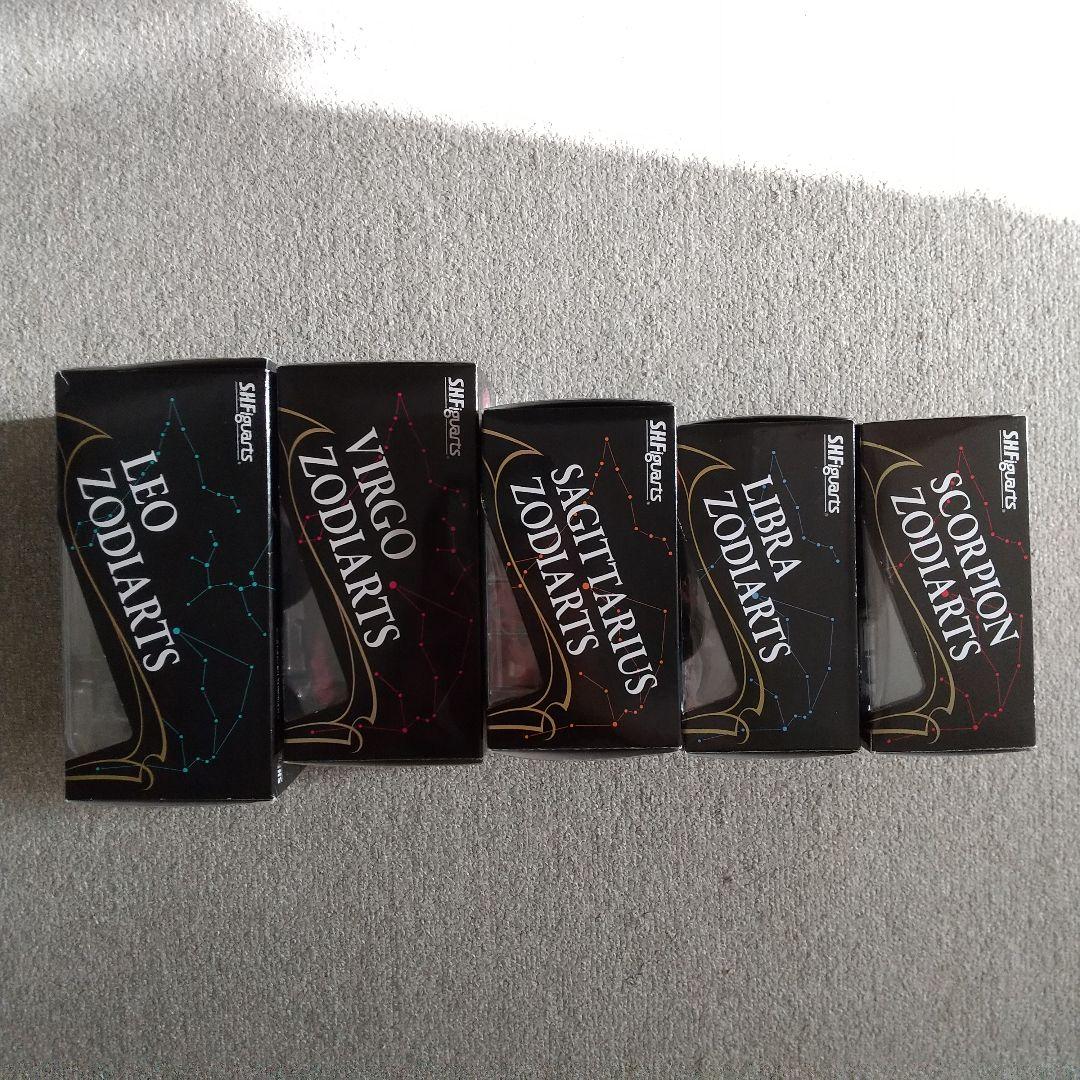 SHFiguarts
LEO
ZODIARTS
SHFiguarts
VIRGO
ZODIARTS
SHFiguarts
SAGITTARIUS
ZODIARTS
SHFiguarts
LIBRA
ZODIARTS
SHFiguarts
SCORPION
ZODIARTS